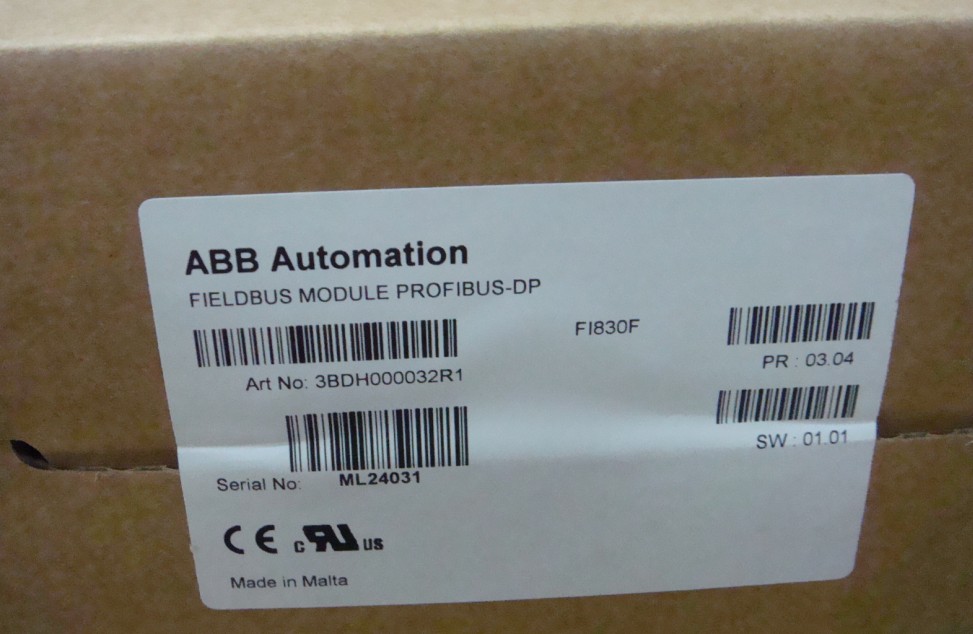 ABB Automation
FIELDBUS MODULE PROFIBUS-DP
FI830F
Art No: 3BDH000032R1
PR : 03.04
SW : 01.01
Serial No: ML24031
CE c RU US
Made in Malta